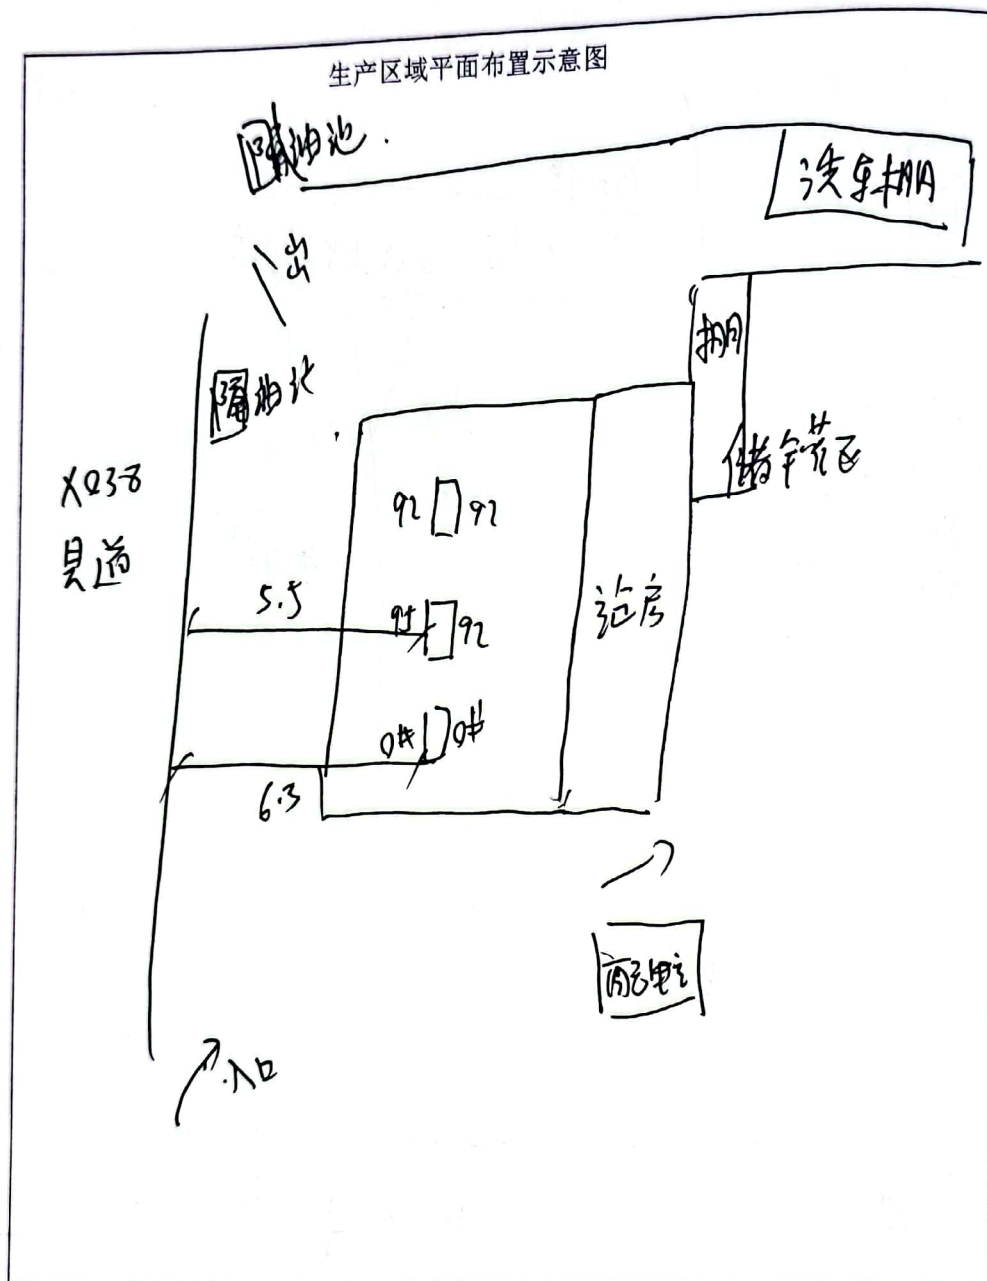 生产区域平面布置示意图
隔油池
洗车棚
出
棚
隔油池
储罐区
X038
县道
92 92
5.5
95 92
站房
0# 0#
6.3
配电
入口